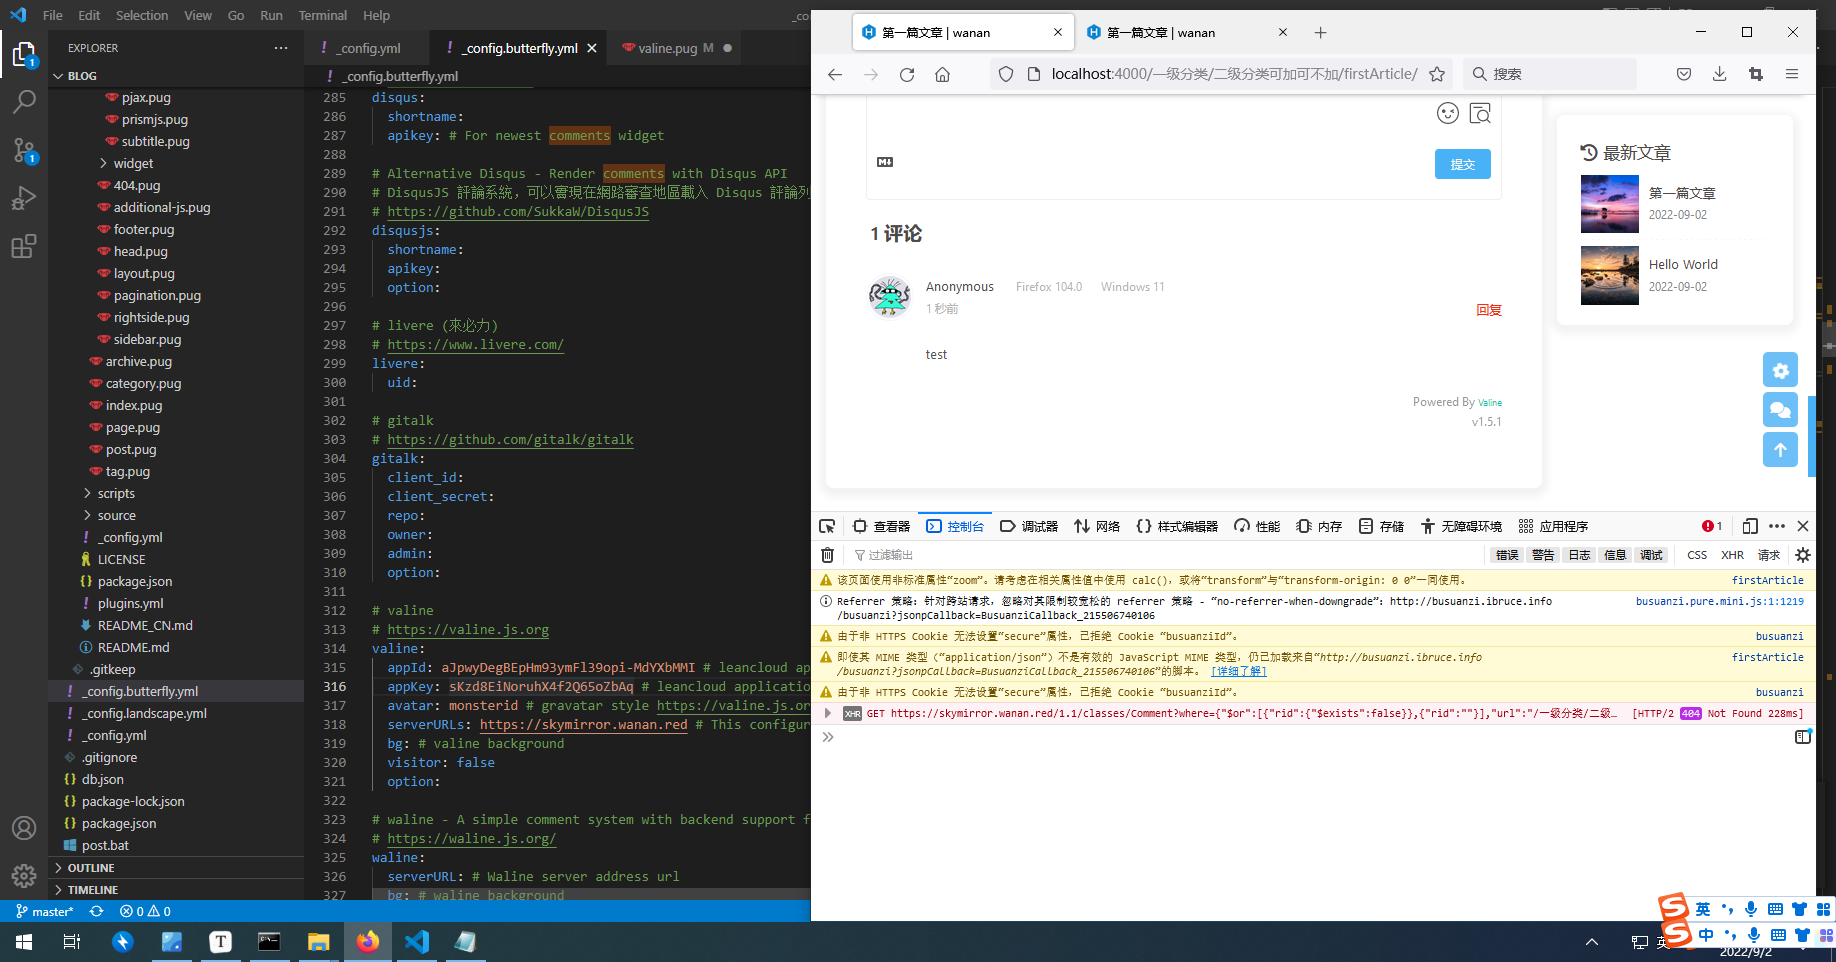 File Edit Selection View Go Run Terminal Help
_co
EXPLORER
BLOG
pjax.pug
prismjs.pug
subtitle.pug
widget
404.pug
additional-js.pug
footer.pug
head.pug
layout.pug
pagination.pug
rightside.pug
sidebar.pug
archive.pug
category.pug
index.pug
page.pug
post.pug
tag.pug
scripts
source
_config.yml
LICENSE
package.json
plugins.yml
README_CN.md
README.md
.gitkeep
_config.butterfly.yml
_config.landscape.yml
_config.yml
.gitignore
db.json
package-lock.json
package.json
post.bat
OUTLINE
TIMELINE
master*
0 0
_config.yml
_config.butterfly.yml
valine.pug M
_config.butterfly.yml
285 disqus:
286 shortname:
287 apikey: # For newest comments widget
288
289 # Alternative Disqus - Render comments with Disqus API
290 # DisqusJS 評論系統，可以實現在網路審查地區載入 Disqus 評論列
291 # https://github.com/SukkaW/DisqusJS
292 disqusjs:
293 shortname:
294 apikey:
295 option:
296
297 # livere (來必力)
298 # https://www.livere.com/
299 livere:
300 uid:
301
302 # gitalk
303 # https://github.com/gitalk/gitalk
304 gitalk:
305 client_id:
306 client_secret:
307 repo:
308 owner:
309 admin:
310 option:
311
312 # valine
313 # https://valine.js.org
314 valine:
315 appId: aJpwyDegBEpHm93ymFl39opi-MdYXbMMI # leancloud ap
316 appKey: sKzd8EiNoruhX4f2Q65oZbAq # leancloud applicatio
317 avatar: monsterid # gravatar style https://valine.js.or
318 serverURLs: https://skymirror.wanan.red # This configur
319 bg: # valine background
320 visitor: false
321 option:
322
323 # waline - A simple comment system with backend support f
324 # https://waline.js.org/
325 waline:
326 serverURL: # Waline server address url
327 bg: # waline background
第一篇文章 | wanan
第一篇文章 | wanan
localhost:4000/一级分类/二级分类可加可不加/firstArticle/
搜索
提交
1 评论
Anonymous Firefox 104.0 Windows 11
1 秒前
回复
test
Powered By Valine
v1.5.1
最新文章
第一篇文章
2022-09-02
Hello World
2022-09-02
查看器 控制台 调试器 网络 样式编辑器 性能 内存 存储 无障碍环境 应用程序 1
过滤输出
错误 警告 日志 信息 调试 CSS XHR 请求
该页面使用非标准属性“zoom”。请考虑在相关属性值中使用 calc()，或将“transform”与“transform-origin: 0 0”一同使用。 firstArticle
Referrer 策略：针对跨站请求，忽略对其限制较宽松的 referrer 策略 - “no-referrer-when-downgrade”：http://busuanzi.ibruce.info busuanzi.pure.mini.js:1:1219
/busuanzi?jsonpCallback=BusuanziCallback_215506740106
由于非 HTTPS Cookie 无法设置“secure”属性，已拒绝 Cookie “busuanziId”。 busuanzi
即使其 MIME 类型（“application/json”）不是有效的 JavaScript MIME 类型，仍已加载来自“http://busuanzi.ibruce.info firstArticle
/busuanzi?jsonpCallback=BusuanziCallback_215506740106”的脚本。 [详细了解]
由于非 HTTPS Cookie 无法设置“secure”属性，已拒绝 Cookie “busuanziId”。 busuanzi
XHR GET https://skymirror.wanan.red/1.1/classes/Comment?where={"$or":[{"rid":{"$exists":false}},{"rid":""}],"url":"/一级分类/二级… [HTTP/2 404 Not Found 228ms]
英
中
英
2022/9/2